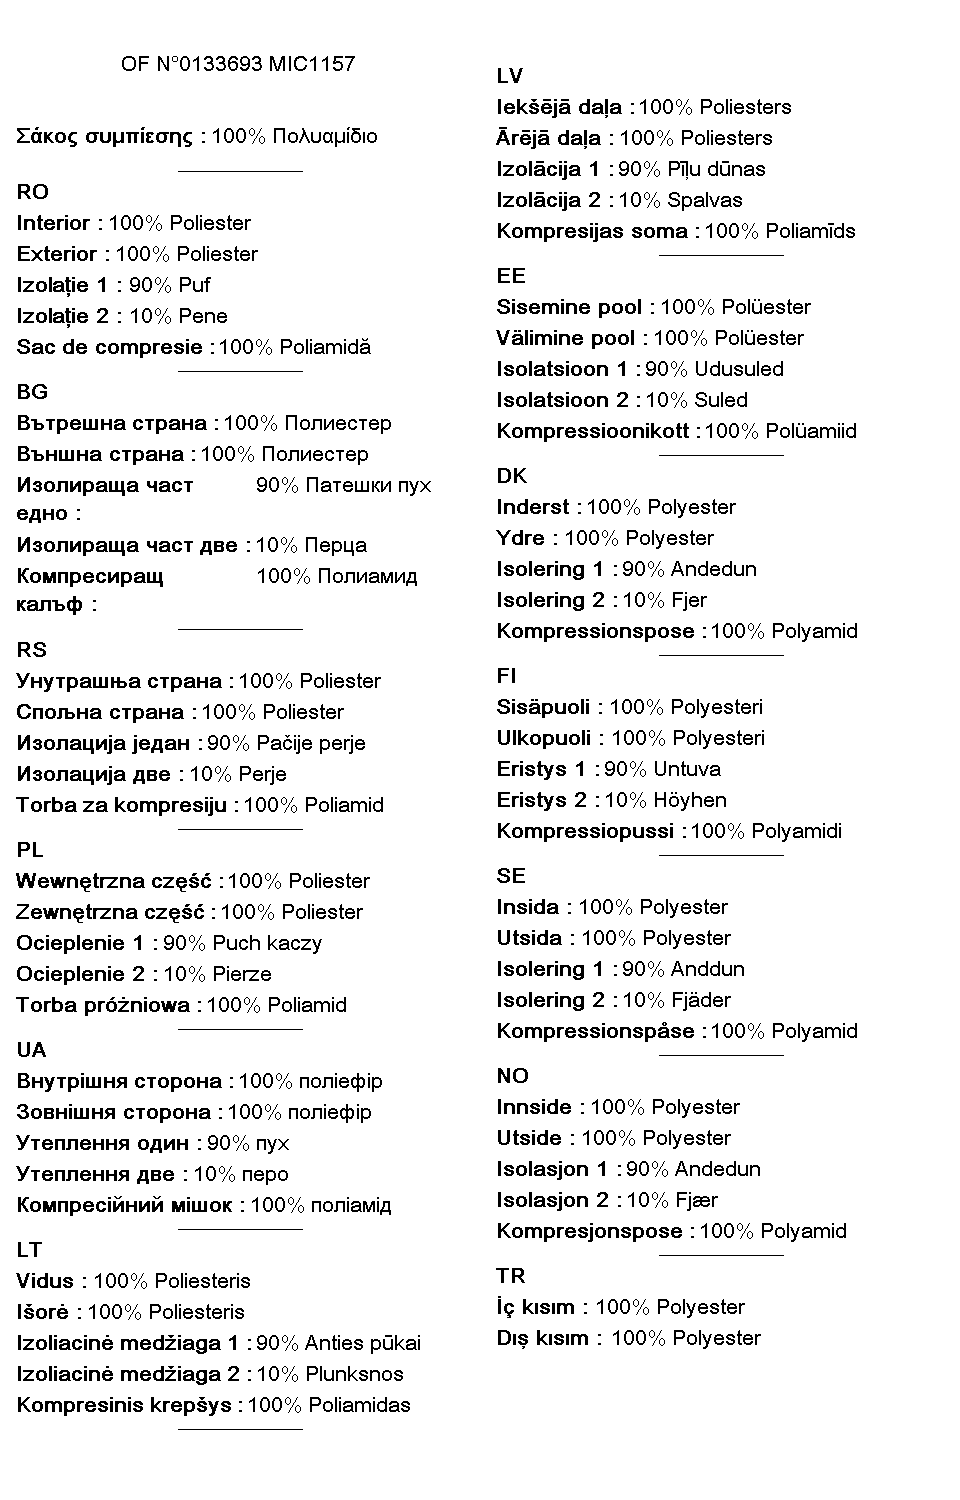 OF N°0133693 MIC1157
Σάκος συμπίεσης : 100% Πολυαμίδιο
RO
Interior : 100% Poliester
Exterior : 100% Poliester
Izolație 1 : 90% Puf
Izolație 2 : 10% Pene
Sac de compresie : 100% Poliamidă
BG
Вътрешна страна : 100% Полиестер
Външна страна : 100% Полиестер
Изолираща част 90% Патешки пух
едно :
Изолираща част две : 10% Перца
Компресиращ 100% Полиамид
калъф :
RS
Унутрашња страна : 100% Poliester
Спољна страна : 100% Poliester
Изолација један : 90% Pačije perje
Изолација две : 10% Perje
Torba za kompresiju : 100% Poliamid
PL
Wewnętrzna część : 100% Poliester
Zewnętrzna część : 100% Poliester
Ocieplenie 1 : 90% Puch kaczy
Ocieplenie 2 : 10% Pierze
Torba próżniowa : 100% Poliamid
UA
Внутрішня сторона : 100% поліефір
Зовнішня сторона : 100% поліефір
Утеплення один : 90% пух
Утеплення две : 10% перо
Компресійний мішок : 100% поліамід
LT
Vidus : 100% Poliesteris
Išorė : 100% Poliesteris
Izoliacinė medžiaga 1 : 90% Anties pūkai
Izoliacinė medžiaga 2 : 10% Plunksnos
Kompresinis krepšys : 100% Poliamidas
LV
Iekšējā daļa : 100% Poliesters
Ārējā daļa : 100% Poliesters
Izolācija 1 : 90% Pīļu dūnas
Izolācija 2 : 10% Spalvas
Kompresijas soma : 100% Poliamīds
EE
Sisemine pool : 100% Polüester
Välimine pool : 100% Polüester
Isolatsioon 1 : 90% Udusuled
Isolatsioon 2 : 10% Suled
Kompressioonikott : 100% Polüamiid
DK
Inderst : 100% Polyester
Ydre : 100% Polyester
Isolering 1 : 90% Andedun
Isolering 2 : 10% Fjer
Kompressionspose : 100% Polyamid
FI
Sisäpuoli : 100% Polyesteri
Ulkopuoli : 100% Polyesteri
Eristys 1 : 90% Untuva
Eristys 2 : 10% Höyhen
Kompressiopussi : 100% Polyamidi
SE
Insida : 100% Polyester
Utsida : 100% Polyester
Isolering 1 : 90% Anddun
Isolering 2 : 10% Fjäder
Kompressionspåse : 100% Polyamid
NO
Innside : 100% Polyester
Utside : 100% Polyester
Isolasjon 1 : 90% Andedun
Isolasjon 2 : 10% Fjær
Kompresjonspose : 100% Polyamid
TR
İç kısım : 100% Polyester
Dış kısım : 100% Polyester